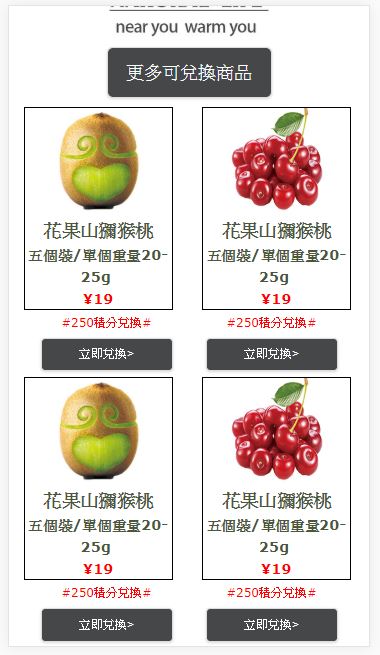 near you warm you
更多可兌換商品
花果山獼猴桃
五個裝/單個重量20-
25g
¥19
#250積分兌換#
立即兌換>
花果山獼猴桃
五個裝/單個重量20-
25g
¥19
#250積分兌換#
立即兌換>
花果山獼猴桃
五個裝/單個重量20-
25g
¥19
#250積分兌換#
立即兌換>
花果山獼猴桃
五個裝/單個重量20-
25g
¥19
#250積分兌換#
立即兌換>